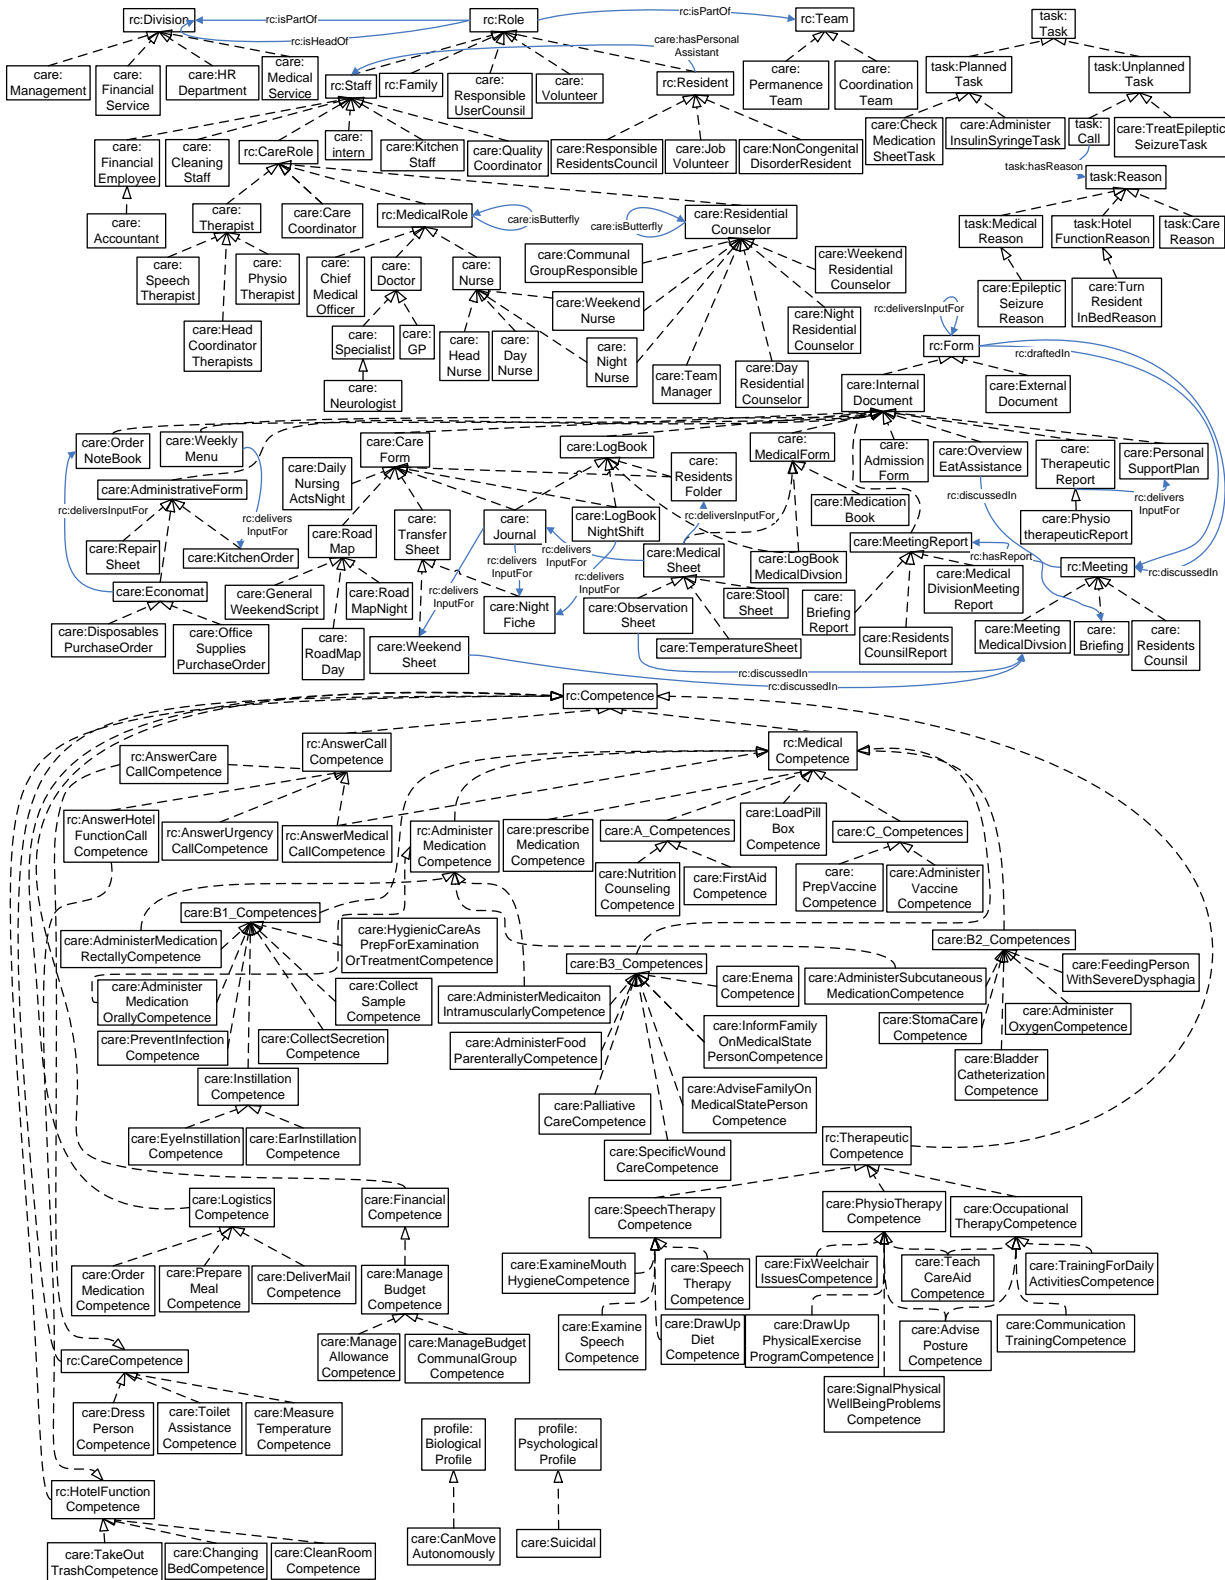 rc:Division
rc:isPartOf
rc:isHeadOf
rc:Role
rc:isPartOf
rc:Team
task:
Task
care:
Management
care:
Financial
Service
care:HR
Department
care:
Medical
Service
rc:Staff
rc:Family
care:
Responsible
UserCounsil
care:
Volunteer
care:hasPersonal
Assistant
rc:Resident
care:
Permanence
Team
care:
Coordination
Team
task:Planned
Task
task:Unplanned
Task
care:
Financial
Employee
care:
Cleaning
Staff
rc:CareRole
care:
intern
care:Kitchen
Staff
care:Quality
Coordinator
care:Responsible
ResidentsCouncil
care:Job
Volunteer
care:NonCongenital
DisorderResident
care:Check
Medication
SheetTask
care:Administer
InsulinSyringeTask
task:
Call
care:TreatEpileptic
SeizureTask
task:hasReason
task:Reason
care:
Accountant
care:
Therapist
care:Care
Coordinator
rc:MedicalRole
care:isButterfly
care:isButterfly
care:Residential
Counselor
task:Medical
Reason
task:Hotel
FunctionReason
task:Care
Reason
care:
Speech
Therapist
care:
Physio
Therapist
care:Head
Coordinator
Therapists
care:
Chief
Medical
Officer
care:
Doctor
care:
Nurse
care:Communal
GroupResponsible
care:Weekend
Nurse
care:Weekend
Residential
Counselor
care:Night
Residential
Counselor
care:Epileptic
Seizure
Reason
care:Turn
Resident
InBedReason
care:
Specialist
care:
GP
care:
Head
Nurse
care:
Day
Nurse
care:
Night
Nurse
care:Team
Manager
care:Day
Residential
Counselor
care:
Neurologist
rc:deliversInputFor
rc:Form
rc:draftedIn
care:Internal
Document
care:External
Document
care:Order
NoteBook
care:Weekly
Menu
care:Care
Form
care:LogBook
care:
MedicalForm
care:
Admission
Form
care:Overview
EatAssistance
care:
Therapeutic
Report
care:Personal
SupportPlan
care:AdministrativeForm
rc:deliversInputFor
care:Daily
Nursing
ActsNight
care:
Residents
Folder
care:Medication
Book
rc:discussedIn
rc:delivers
InputFor
care:Physio
therapeuticReport
care:Repair
Sheet
rc:delivers
InputFor
care:KitchenOrder
care:Road
Map
care:
Transfer
Sheet
care:
Journal
care:LogBook
NightShift
rc:deliversInputFor
care:MeetingReport
rc:hasReport
rc:Meeting
rc:discussedIn
care:Economat
care:General
WeekendScript
care:Road
MapNight
rc:delivers
InputFor
rc:delivers
InputFor
rc:delivers
InputFor
rc:delivers
InputFor
care:Medical
Sheet
care:LogBook
MedicalDivsion
care:Stool
Sheet
care:Medical
DivisionMeeting
Report
care:Disposables
PurchaseOrder
care:Office
Supplies
PurchaseOrder
care:
RoadMap
Day
care:Weekend
Sheet
care:Night
Fiche
care:Observation
Sheet
care:TemperatureSheet
care:
Briefing
Report
care:Residents
CounsilReport
care:Meeting
MedicalDivsion
care:
Briefing
care:
Residents
Counsil
rc:discussedIn
rc:discussedIn
rc:Competence
rc:AnswerCare
CallCompetence
rc:AnswerCall
Competence
rc:Medical
Competence
rc:AnswerHotel
FunctionCall
Competence
rc:AnswerUrgency
CallCompetence
rc:AnswerMedical
CallCompetence
rc:Administer
Medication
Competence
care:prescribe
Medication
Competence
care:A_Competences
care:LoadPill
Box
Competence
care:C_Competences
care:Nutrition
Counseling
Competence
care:FirstAid
Competence
care:
PrepVaccine
Competence
care:Administer
Vaccine
Competence
care:B1_Competences
care:AdministerMedication
RectallyCompetence
care:HygienicCareAs
PrepForExamination
OrTreatmentCompetence
care:B3_Competences
care:B2_Competences
care:Administer
Medication
OrallyCompetence
care:Collect
Sample
Competence
care:AdministerMedicaiton
IntramuscularlyCompetence
care:Enema
Competence
care:AdministerSubcutaneous
MedicationCompetence
care:FeedingPerson
WithSevereDysphagia
care:PreventInfection
Competence
care:CollectSecretion
Competence
care:AdministerFood
ParenterallyCompetence
care:InformFamily
OnMedicalState
PersonCompetence
care:StomaCare
Competence
care:Administer
OxygenCompetence
care:Instillation
Competence
care:Bladder
Catheterization
Competence
care:EyeInstillation
Competence
care:EarInstillation
Competence
care:Palliative
CareCompetence
care:AdviseFamilyOn
MedicalStatePerson
Competence
care:SpecificWound
CareCompetence
rc:Therapeutic
Competence
care:Logistics
Competence
care:Financial
Competence
care:SpeechTherapy
Competence
care:PhysioTherapy
Competence
care:Occupational
TherapyCompetence
care:Order
Medication
Competence
care:Prepare
Meal
Competence
care:DeliverMail
Competence
care:Manage
Budget
Competence
care:ExamineMouth
HygieneCompetence
care:Speech
Therapy
Competence
care:FixWeelchair
IssuesCompetence
care:Teach
CareAid
Competence
care:TrainingForDaily
ActivitiesCompetence
care:Manage
Allowance
Competence
care:ManageBudget
CommunalGroup
Competence
care:Examine
Speech
Competence
care:DrawUp
Diet
Competence
care:DrawUp
PhysicalExercise
ProgramCompetence
care:Advise
Posture
Competence
care:Communication
TrainingCompetence
rc:CareCompetence
care:SignalPhysical
WellBeingProblems
Competence
care:Dress
Person
Competence
care:Toilet
Assistance
Competence
care:Measure
Temperature
Competence
profile:
Biological
Profile
profile:
Psychological
Profile
rc:HotelFunction
Competence
care:CanMove
Autonomously
care:Suicidal
care:TakeOut
TrashCompetence
care:Changing
BedCompetence
care:CleanRoom
Competence